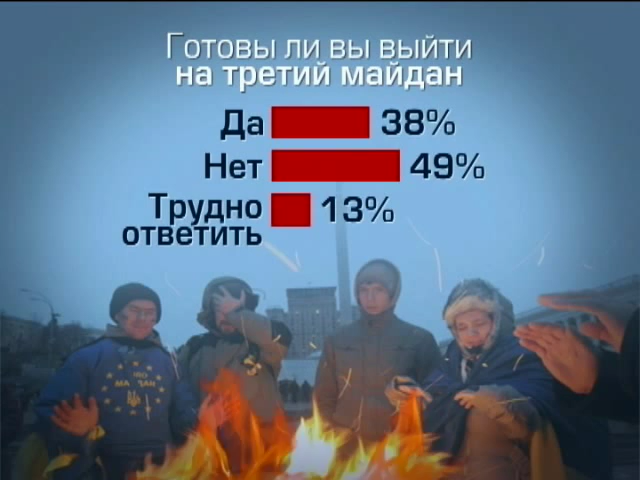 Готовы ли вы выйти
на третий майдан
Да 38%
Нет 49%
Трудно 13%
ответить